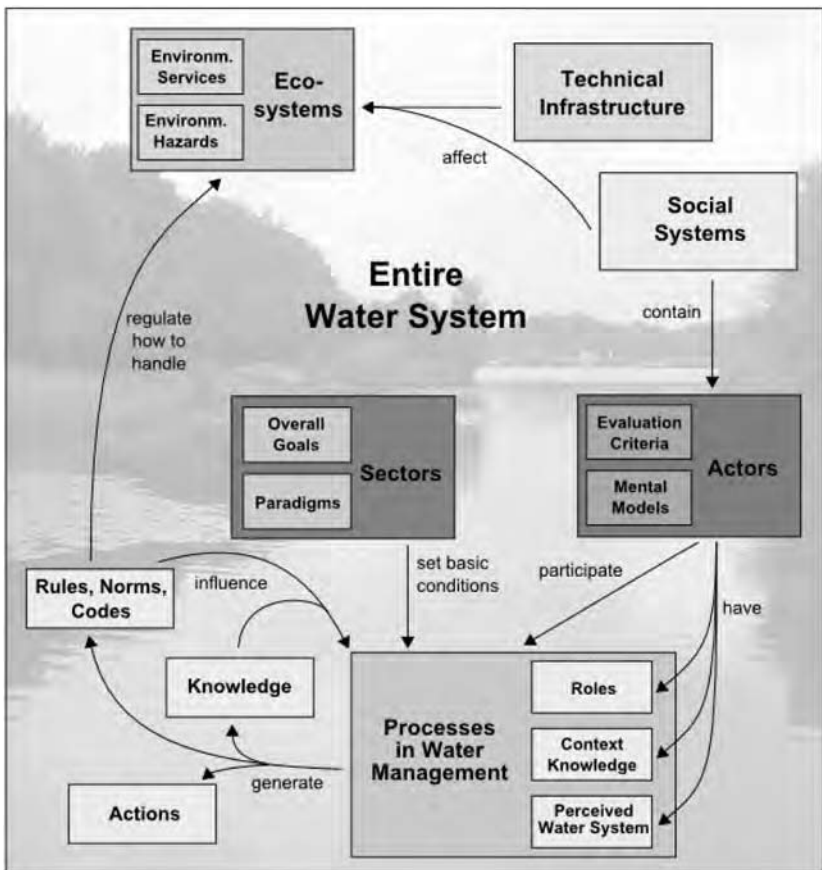 Environm.
Services
Eco-
systems
Environm.
Hazards
Technical
Infrastructure
affect
Social
Systems
Entire
Water System
regulate
how to
handle
contain
Overall
Goals
Sectors
Paradigms
Evaluation
Criteria
Actors
Mental
Models
Rules, Norms,
Codes
influence
set basic
conditions
participate
have
Knowledge
Processes
in Water
Management
Roles
Context
Knowledge
Perceived
Water System
generate
Actions